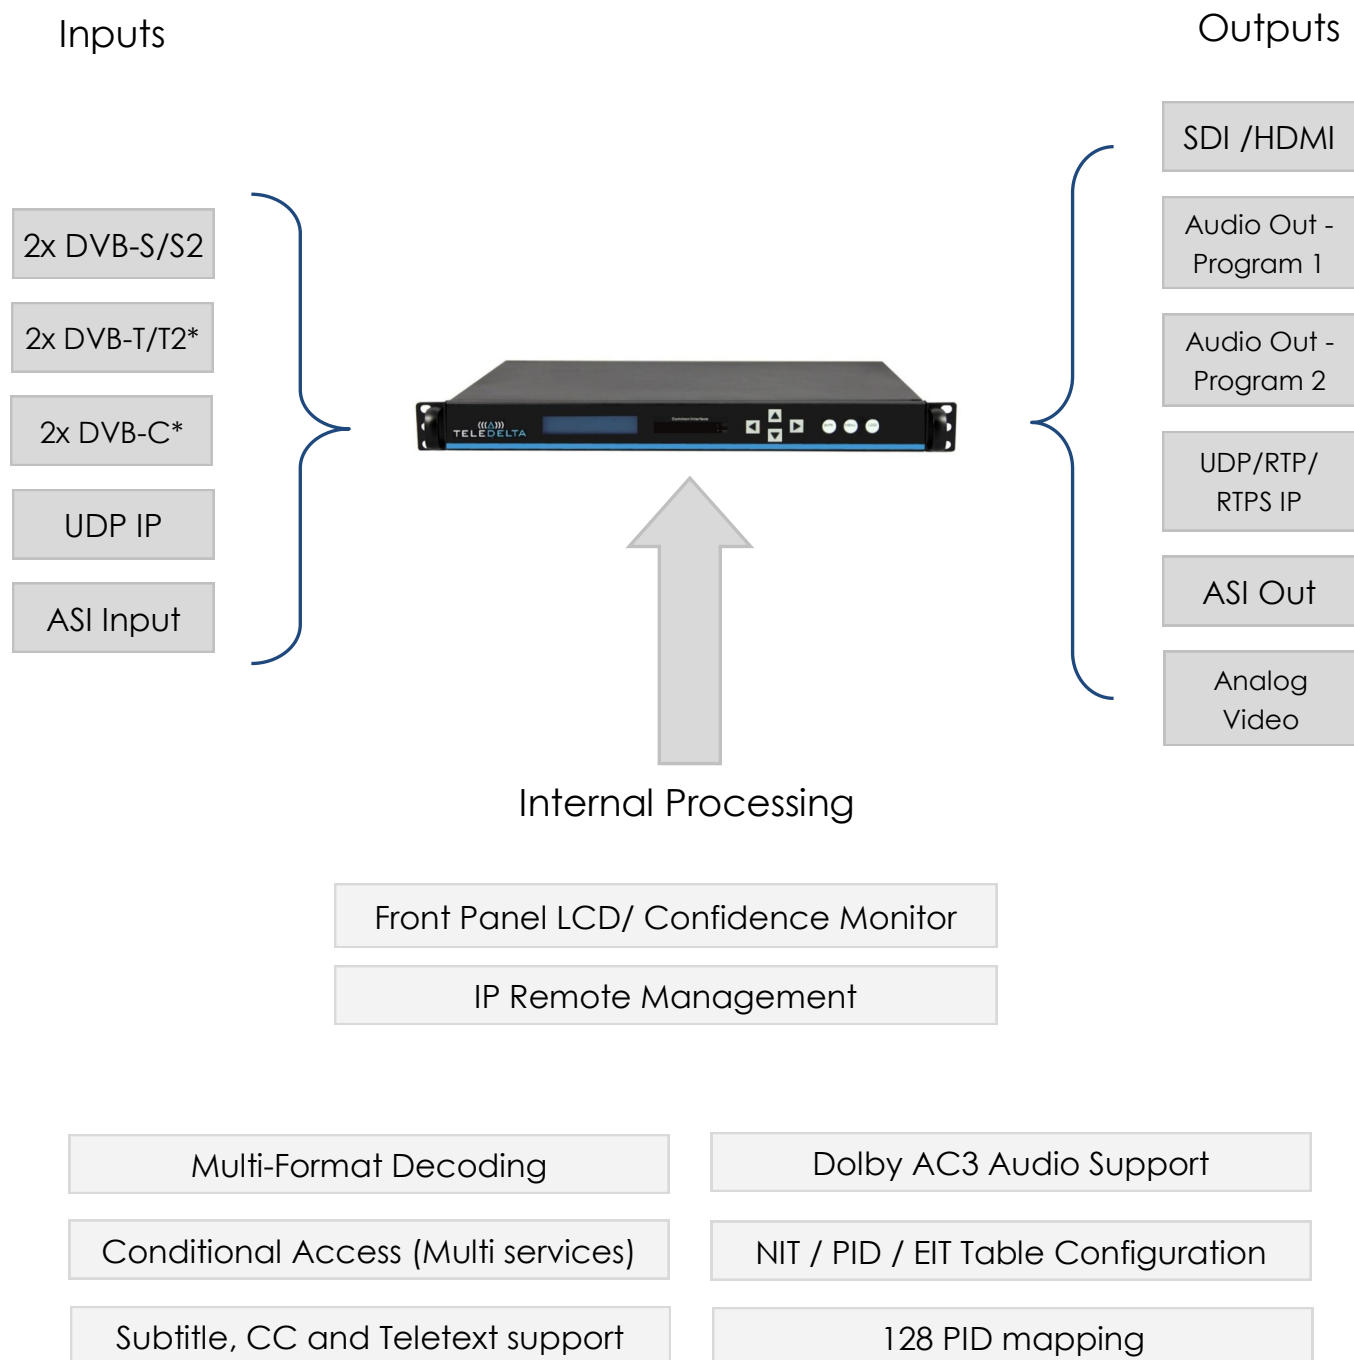 Inputs
Outputs
2x DVB-S/S2
2x DVB-T/T2*
2x DVB-C*
UDP IP
ASI Input
TELEDELTA
Common Interface
SDI /HDMI
Audio Out -
Program 1
Audio Out -
Program 2
UDP/RTP/
RTPS IP
ASI Out
Analog
Video
Internal Processing
Front Panel LCD/ Confidence Monitor
IP Remote Management
Multi-Format Decoding
Dolby AC3 Audio Support
Conditional Access (Multi services)
NIT / PID / EIT Table Configuration
Subtitle, CC and Teletext support
128 PID mapping